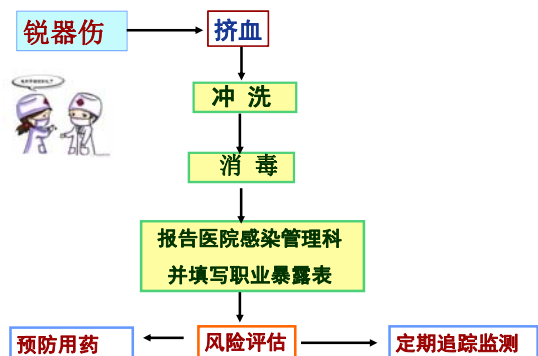 锐器伤
挤血
冲 洗
消 毒
报告医院感染管理科
并填写职业暴露表
预防用药
风险评估
定期追踪监测